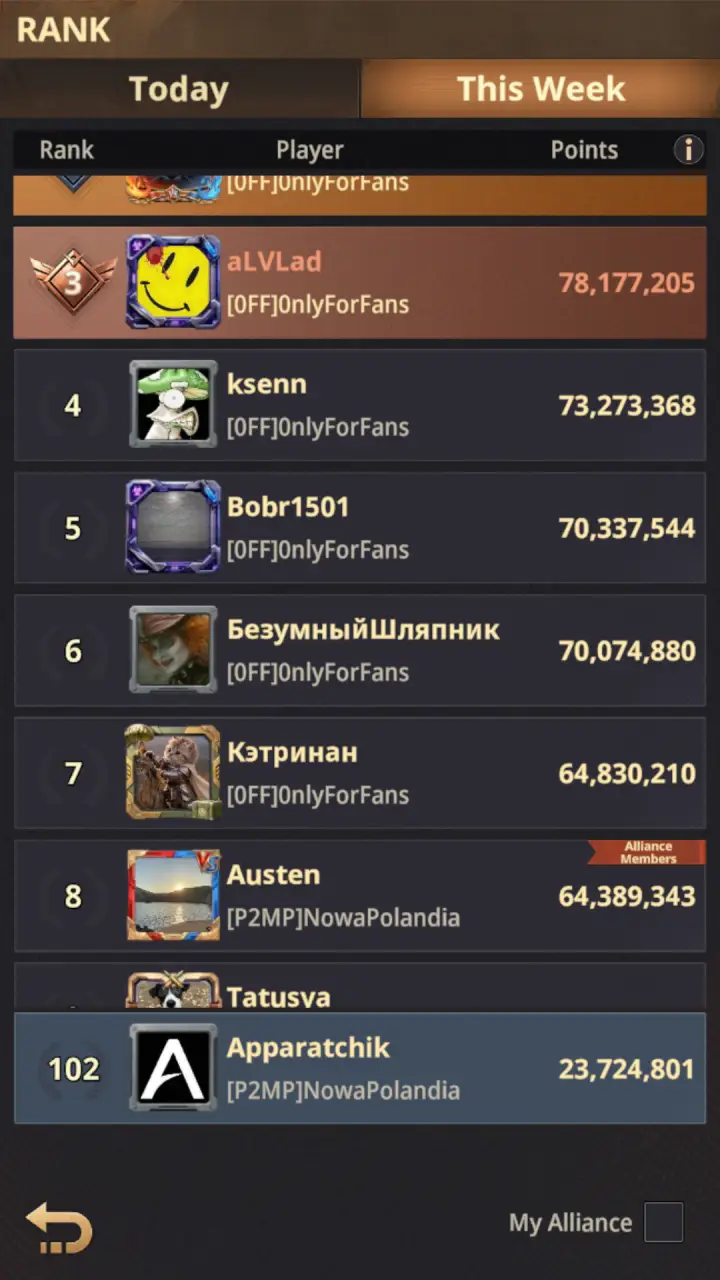 RANK
Today
This Week
Rank
Player
Points
[0FF]0nlyForFans
3
aLVLad
[0FF]0nlyForFans
78,177,205
4
ksenn
[0FF]0nlyForFans
73,273,368
5
Bobr1501
[0FF]0nlyForFans
70,337,544
6
БезумныйШляпник
[0FF]0nlyForFans
70,074,880
7
Кэтринан
[0FF]0nlyForFans
64,830,210
Alliance
Members
8
VS
Austen
[P2MP]NowaPolandia
64,389,343
Tatusva
102
Apparatchik
[P2MP]NowaPolandia
23,724,801
My Alliance